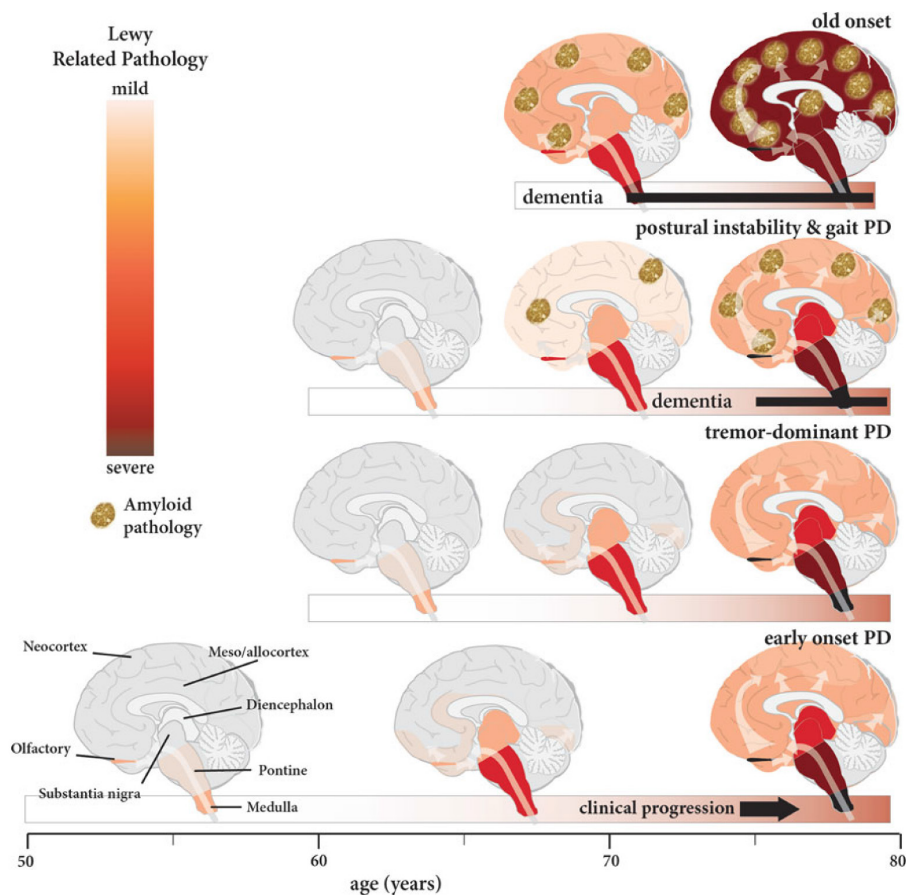 Lewy
Related Pathology
mild
severe
Amyloid
pathology
old onset
dementia
postural instability & gait PD
dementia
tremor-dominant PD
early onset PD
Neocortex
Meso/allocortex
Diencephalon
Olfactory
Pontine
Substantia nigra
Medulla
clinical progression
50
60
70
80
age (years)